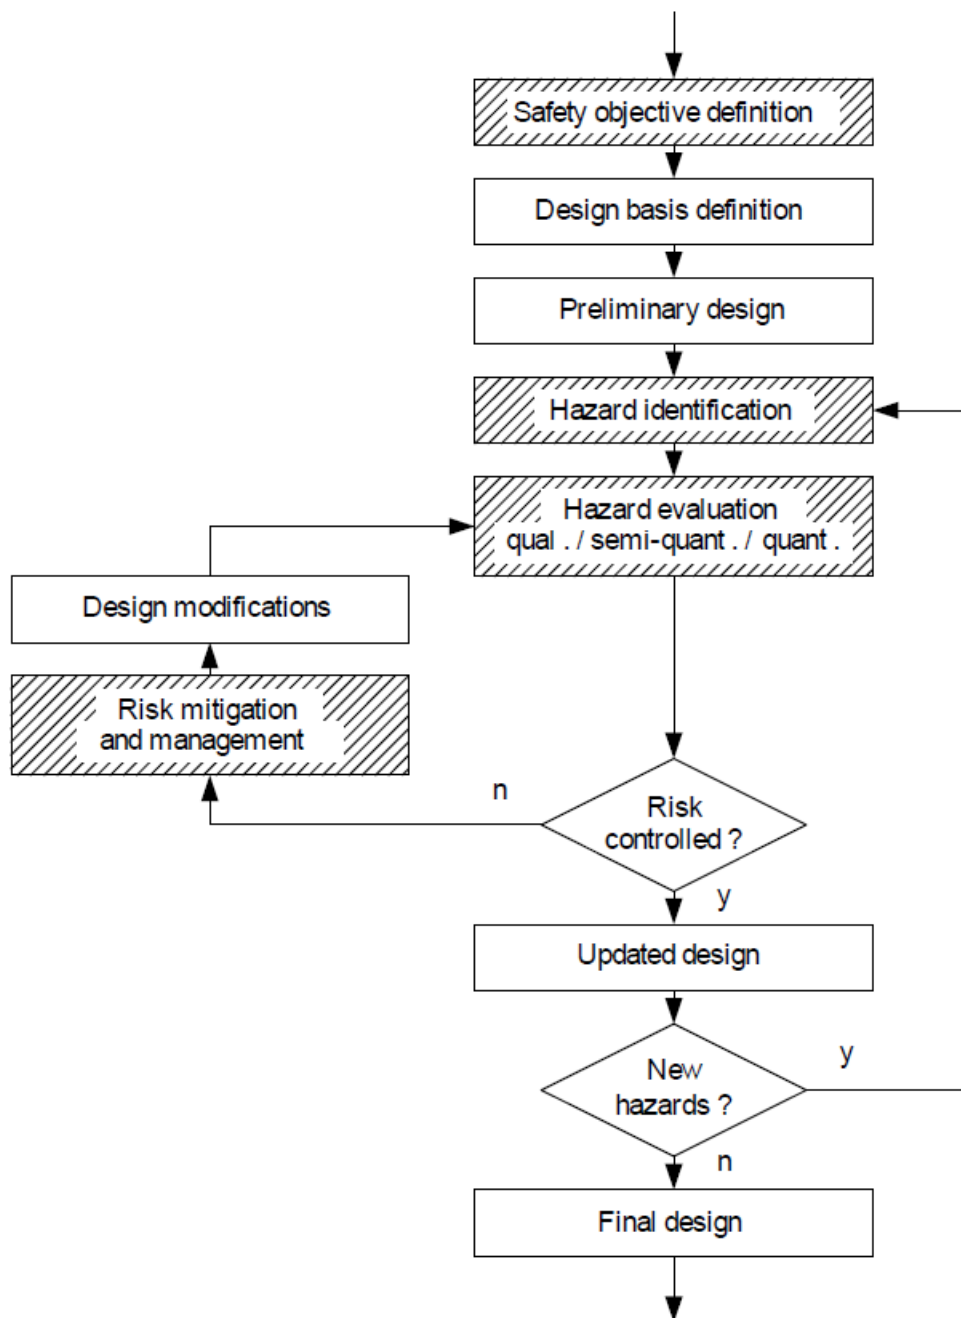 Safety objective definition
Design basis definition
Preliminary design
Hazard identification
Hazard evaluation
qual . / semi-quant . / quant .
Design modifications
Risk mitigation
and management
n
Risk
controlled ?
y
Updated design
New
hazards ?
y
n
Final design